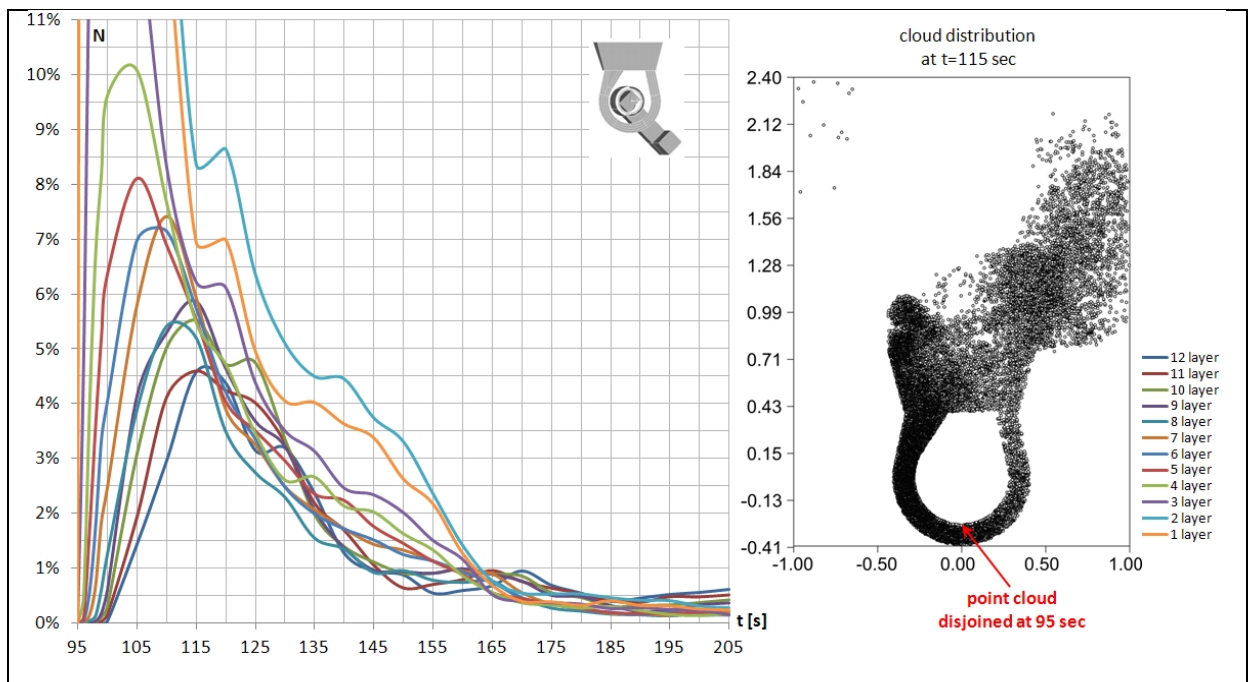 11%
N
10%
9%
8%
7%
6%
5%
4%
3%
2%
1%
0%
t [s]
95 105 115 125 135 145 155 165 175 185 195 205
cloud distribution
at t=115 sec
2.40
2.12
1.84
1.56
1.28
0.99
0.71
0.43
0.15
-0.13
-0.41
-1.00 -0.50 0.00 0.50 1.00
point cloud
disjoined at 95 sec
12 layer
11 layer
10 layer
9 layer
8 layer
7 layer
6 layer
5 layer
4 layer
3 layer
2 layer
1 layer